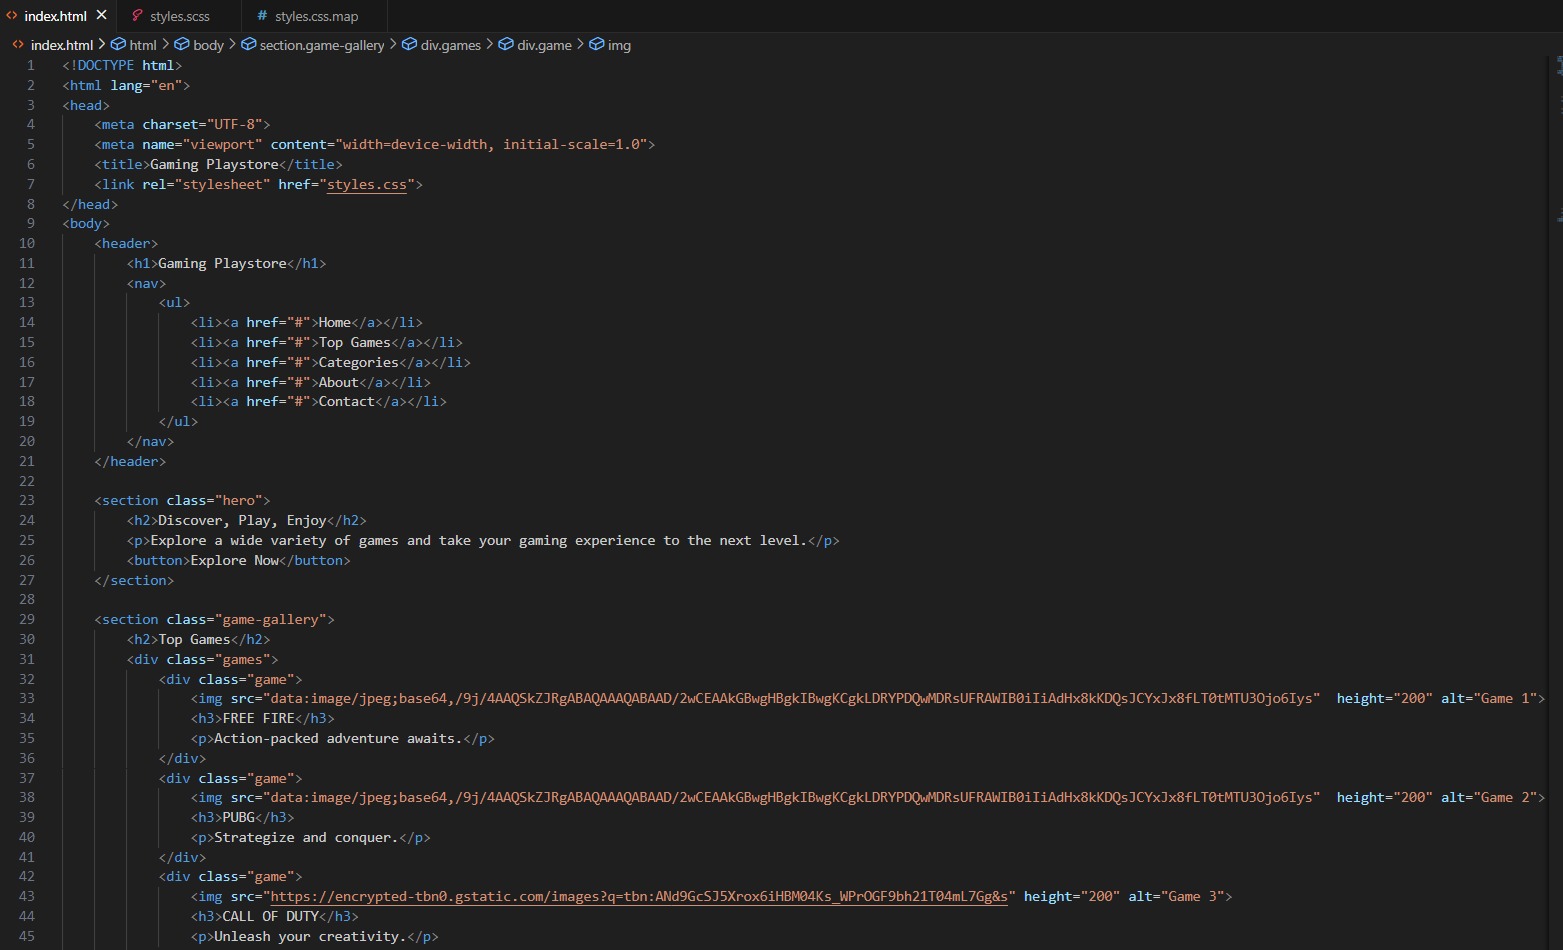 index.html styles.scss # styles.css.map
index.html > html > body > section.game-gallery > div.games > div.game > img
1 <!DOCTYPE html>
2 <html lang="en">
3 <head>
4 <meta charset="UTF-8">
5 <meta name="viewport" content="width=device-width, initial-scale=1.0">
6 <title>Gaming Playstore</title>
7 <link rel="stylesheet" href="styles.css">
8 </head>
9 <body>
10 <header>
11 <h1>Gaming Playstore</h1>
12 <nav>
13 <ul>
14 <li><a href="#">Home</a></li>
15 <li><a href="#">Top Games</a></li>
16 <li><a href="#">Categories</a></li>
17 <li><a href="#">About</a></li>
18 <li><a href="#">Contact</a></li>
19 </ul>
20 </nav>
21 </header>
22
23 <section class="hero">
24 <h2>Discover, Play, Enjoy</h2>
25 <p>Explore a wide variety of games and take your gaming experience to the next level.</p>
26 <button>Explore Now</button>
27 </section>
28
29 <section class="game-gallery">
30 <h2>Top Games</h2>
31 <div class="games">
32 <div class="game">
33 <img src="data:image/jpeg;base64,/9j/4AAQSkZJRgABAQAAAQABAAD/2wCEAAkGBwgHBgkIBwgKCgkLDRYPDQwMDRsUFRAWIB0iIiAdHx8kKDQsJCYxJx8fLT0tMTU3Ojo6Iys" height="200" alt="Game 1">
34 <h3>FREE FIRE</h3>
35 <p>Action-packed adventure awaits.</p>
36 </div>
37 <div class="game">
38 <img src="data:image/jpeg;base64,/9j/4AAQSkZJRgABAQAAAQABAAD/2wCEAAkGBwgHBgkIBwgKCgkLDRYPDQwMDRsUFRAWIB0iIiAdHx8kKDQsJCYxJx8fLT0tMTU3Ojo6Iys" height="200" alt="Game 2">
39 <h3>PUBG</h3>
40 <p>Strategize and conquer.</p>
41 </div>
42 <div class="game">
43 <img src="https://encrypted-tbn0.gstatic.com/images?q=tbn:ANd9GcSJ5Xrox6iHBM04Ks_WPrOGF9bh21T04mL7Gg&s" height="200" alt="Game 3">
44 <h3>CALL OF DUTY</h3>
45 <p>Unleash your creativity.</p>